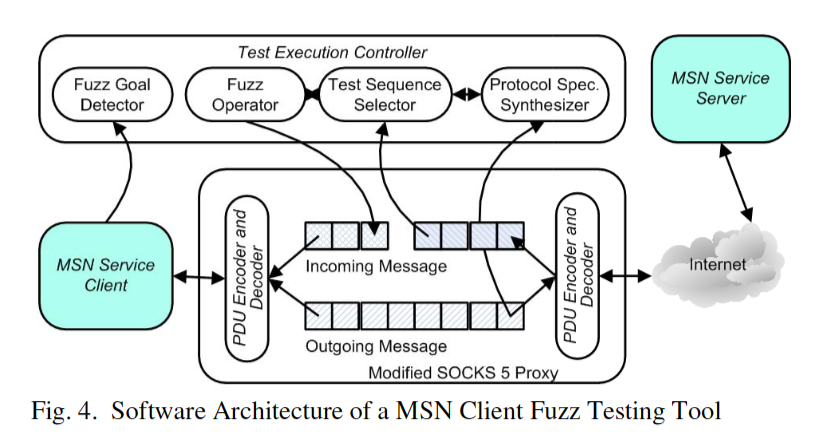 Test Execution Controller
Fuzz Goal
Detector
Fuzz
Operator
Test Sequence
Selector
Protocol Spec.
Synthesizer
MSN Service
Server
MSN Service
Client
PDU Encoder and
Decoder
Incoming Message
Outgoing Message
PDU Encoder and
Decoder
Internet
Modified SOCKS 5 Proxy
Fig. 4. Software Architecture of a MSN Client Fuzz Testing Tool